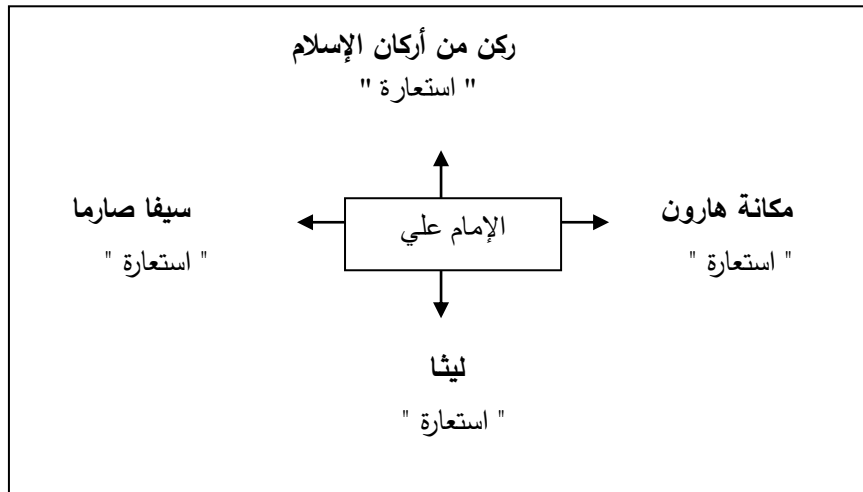 ركن من أركان الإسلام
" استعارة "
مكانة هارون
" استعارة "
الإمام علي
سيفا صارما
" استعارة "
ليثا
" استعارة "